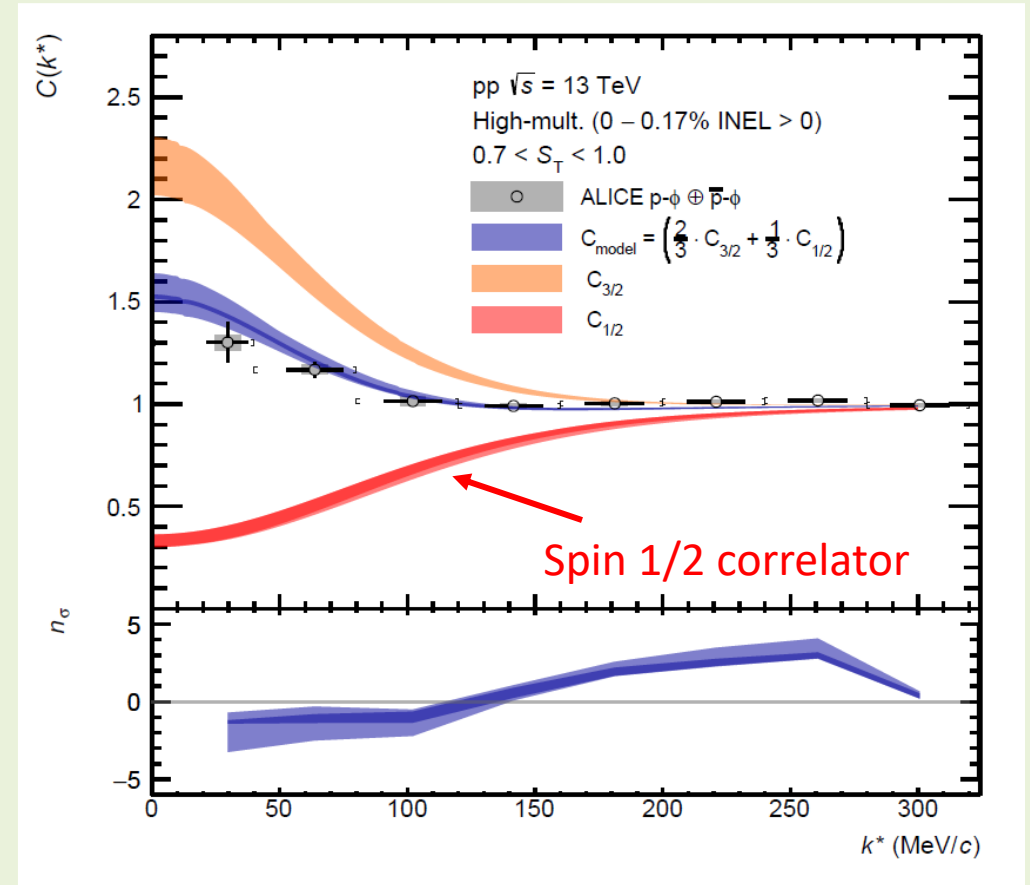 C(k*)
2.5
2
1.5
1
0.5
pp √s = 13 TeV
High-mult. (0 – 0.17% INEL > 0)
0.7 < S_T < 1.0
ALICE p-ϕ ⊕ p̅-ϕ
C_model = (2/3 · C_3/2 + 1/3 · C_1/2)
C_3/2
C_1/2
Spin 1/2 correlator
n_σ
5
0
−5
0 50 100 150 200 250 300
k* (MeV/c)